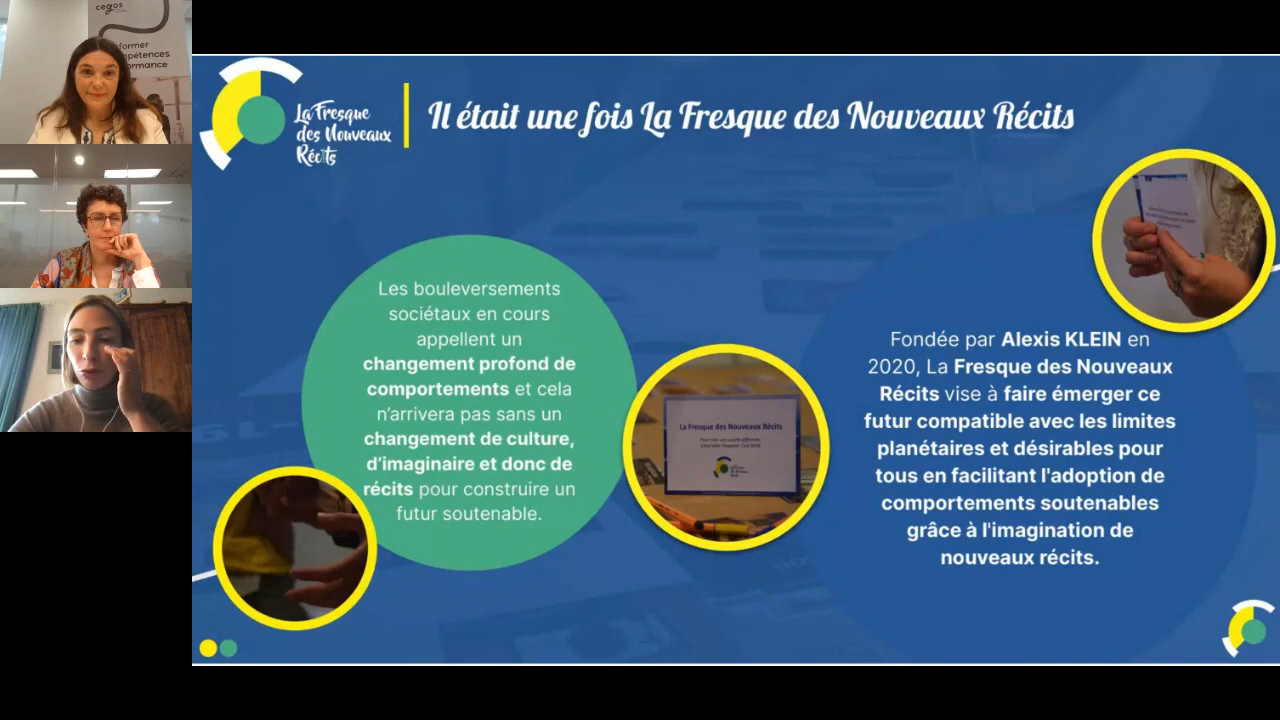 cegos
former
mpétences
ormance
La Fresque
des Nouveaux
Récits
Il était une fois La Fresque des Nouveaux Récits
Les bouleversements
sociétaux en cours
appellent un
changement profond de
comportements et cela
n'arrivera pas sans un
changement de culture,
d'imaginaire et donc de
récits pour construire un
futur soutenable.
La Fresque des Nouveaux Récits
Fondée par Alexis KLEIN en
2020, La Fresque des Nouveaux
Récits vise à faire émerger ce
futur compatible avec les limites
planétaires et désirables pour
tous en facilitant l'adoption de
comportements soutenables
grâce à l'imagination de
nouveaux récits.